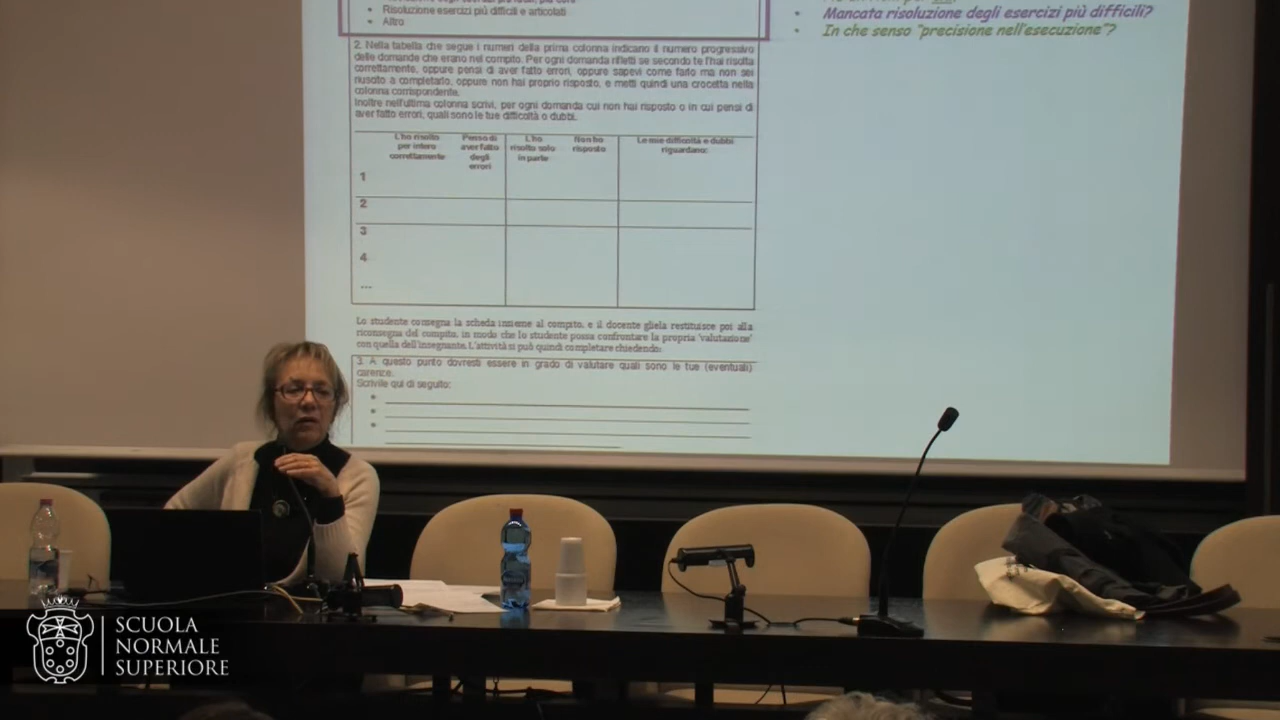 Risoluzione esercizi più difficili e articolati
Altro
Mancata risoluzione degli esercizi più difficili?
In che senso "precisione nell'esecuzione"?
2. Nella tabella che segue i numeri della prima colonna indicano il numero progressivo
delle domande che erano nel compito. Per ogni domanda rifletti se secondo te l'hai risolta
correttamente, oppure pensi di aver fatto errori, oppure sapevi come farlo ma non sei
riuscito a completarlo, oppure non hai proprio risposto, e metti quindi una crocetta nella
colonna corrispondente.
Inoltre nell'ultima colonna scrivi, per ogni domanda cui non hai risposto o in cui pensi di
aver fatto errori, quali sono le tue difficoltà o dubbi.
L'ho risolto per intero correttamente
Penso di aver fatto degli errori
L'ho risolto solo in parte
Non ho risposto
Le mie difficoltà e dubbi riguardano:
1
2
3
4
...
Lo studente consegna la scheda insieme al compito, e il docente gliela restituisce poi alla
riconsegna del compito, in modo che lo studente possa confrontare la propria 'valutazione'
con quella dell'insegnante. L'attività si può quindi completare chiedendo:
3. A questo punto dovresti essere in grado di valutare quali sono le tue (eventuali)
carenze.
Scrivile qui di seguito:
SCUOLA
NORMALE
SUPERIORE